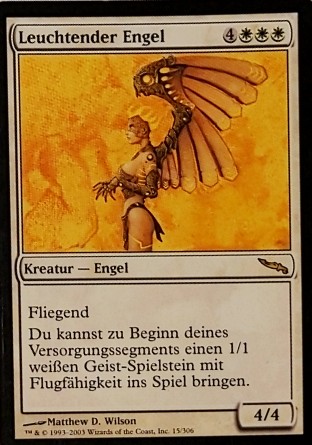 Leuchtender Engel 4
Kreatur — Engel
Fliegend
Du kannst zu Beginn deines
Versorgungssegments einen 1/1
weißen Geist-Spielstein mit
Flugfähigkeit ins Spiel bringen.
Matthew D. Wilson
™ & © 1993-2003 Wizards of the Coast, Inc. 15/306
4/4